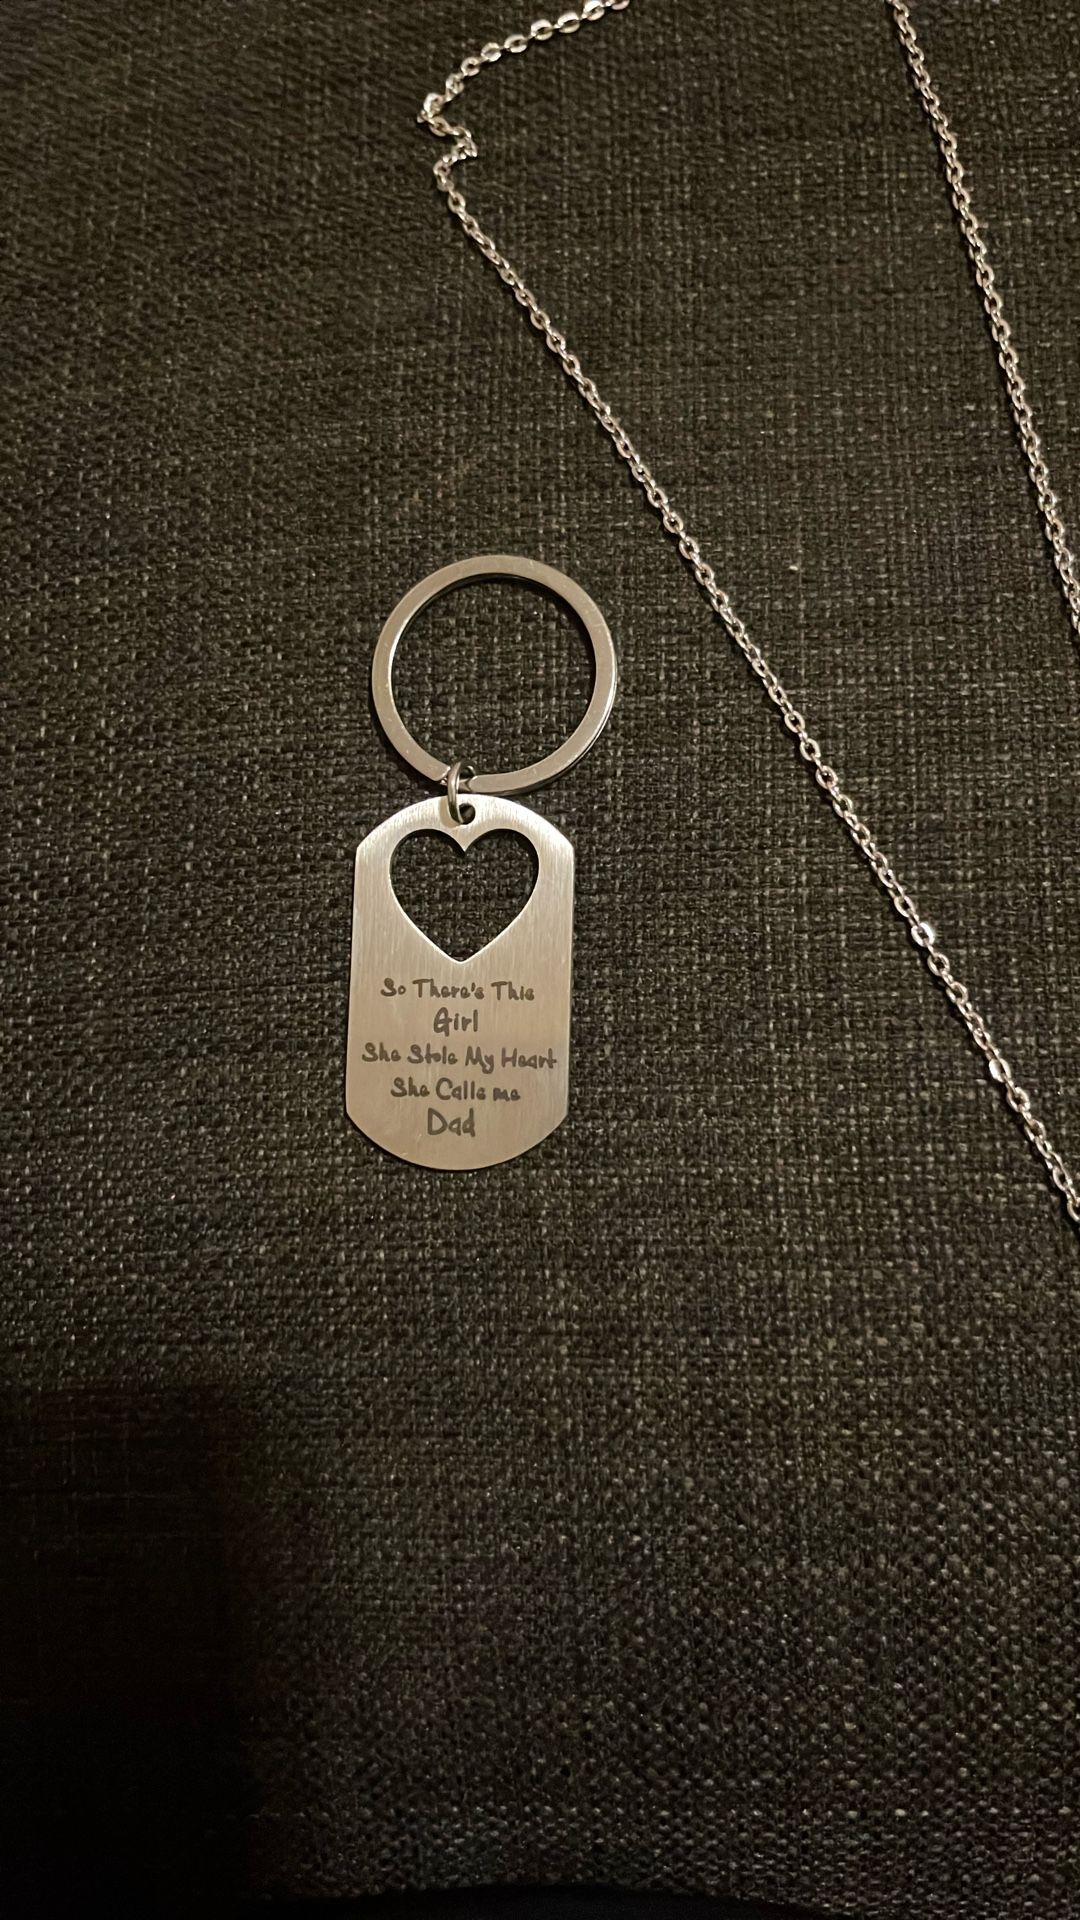 So There's This
Girl
She Stole My Heart
She Calls me
Dad